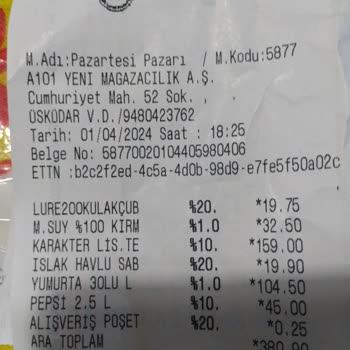 M.Adı:Pazartesi Pazarı / M.Kodu:5877
A101 YENİ MAGAZACILIK A.Ş.
Cumhuriyet Mah. 52 Sok. ,
ÜSKÜDAR V.D./9480423762
Tarih: 01/04/2024 Saat : 18:25
Belge No: 58770020104405980406
ETTN :b2c2f2ed-4c5a-4d0b-98d9-e7fe5f50a02c
LURE200KULAKÇUB %20. *19.75
M.SUY %100 KIRM %1.0 *32.50
KARAKTER LİS.TE %10. *159.00
ISLAK HAVLU SAB %20. *19.90
YUMURTA 30LU L %1.0 *104.50
PEPSİ 2.5 L %10. *45.00
ALIŞVERİŞ POŞET %20. *0.25
ARA TOPLAM *380.90